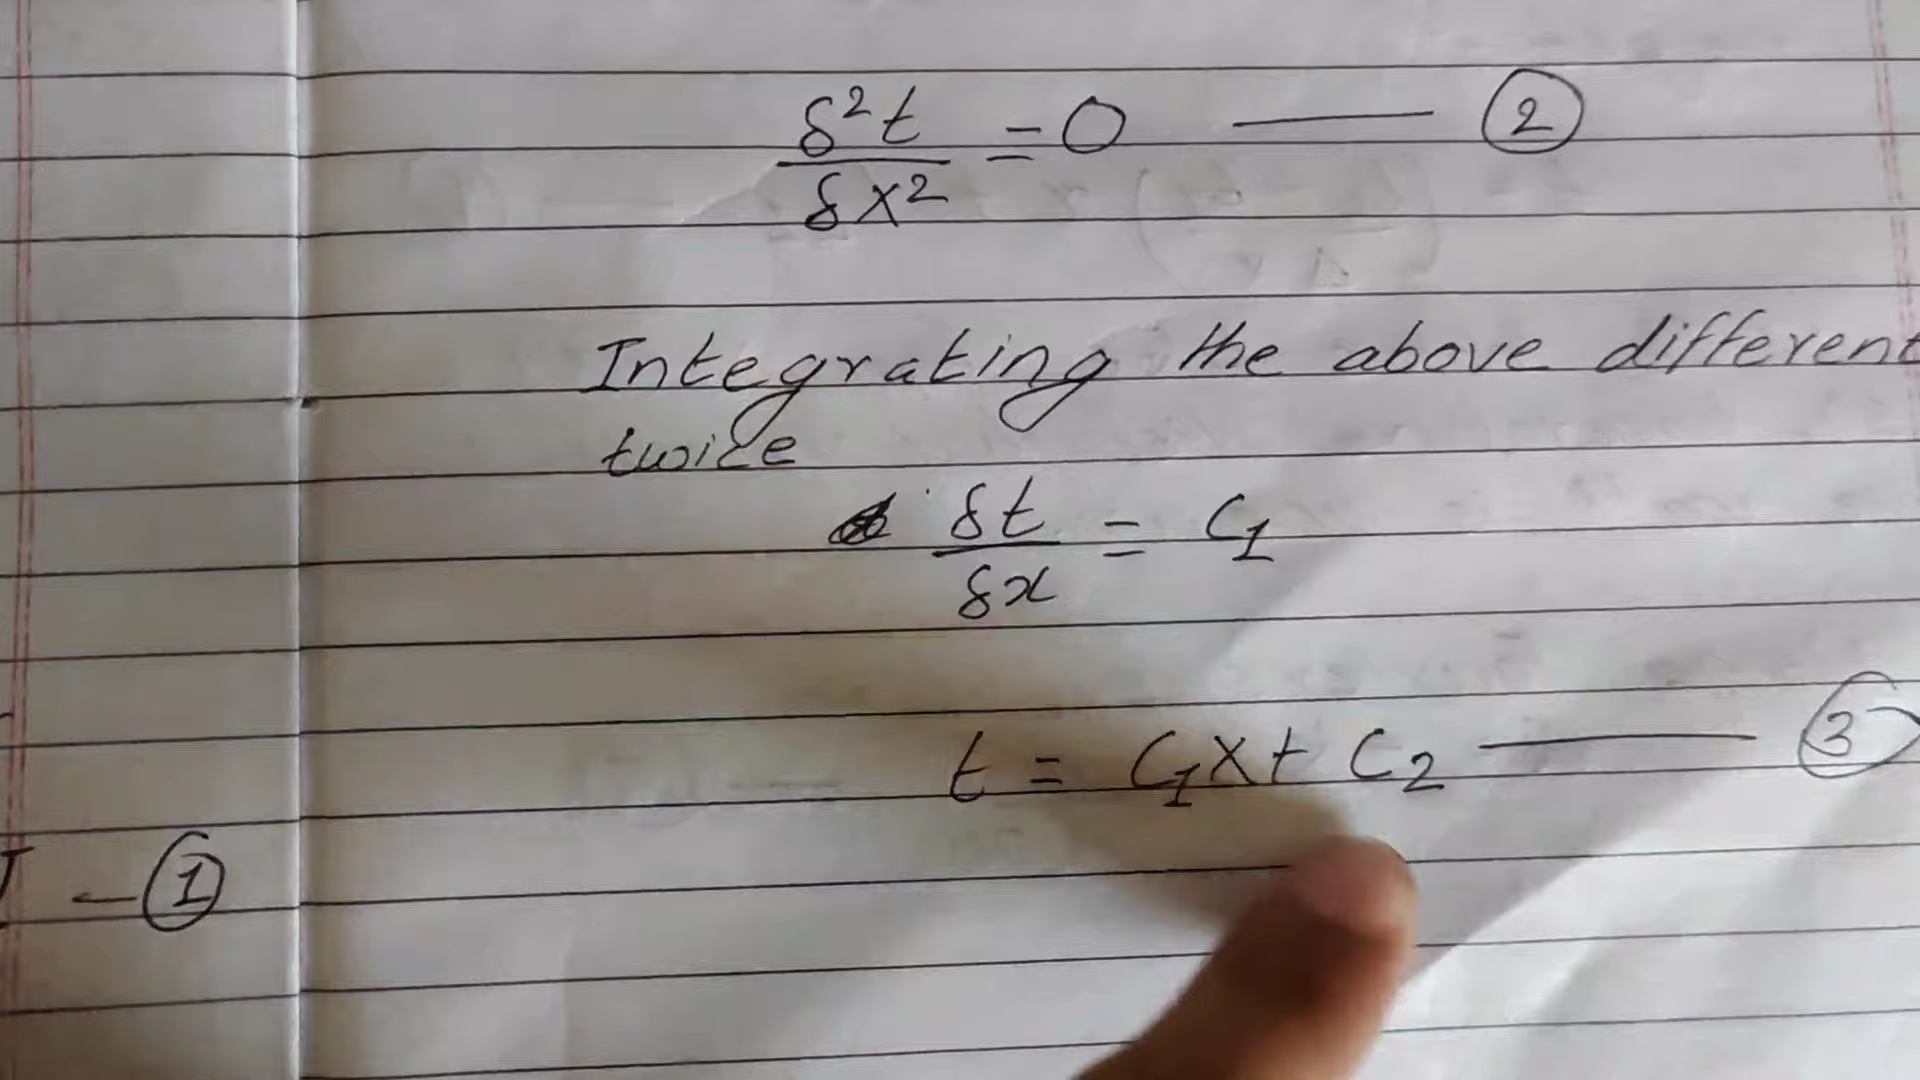 δ²t/δx² = 0 —— ②
Integrating the above different
twice
δt/δx = C₁
t = C₁x + C₂ —— ③
— ①